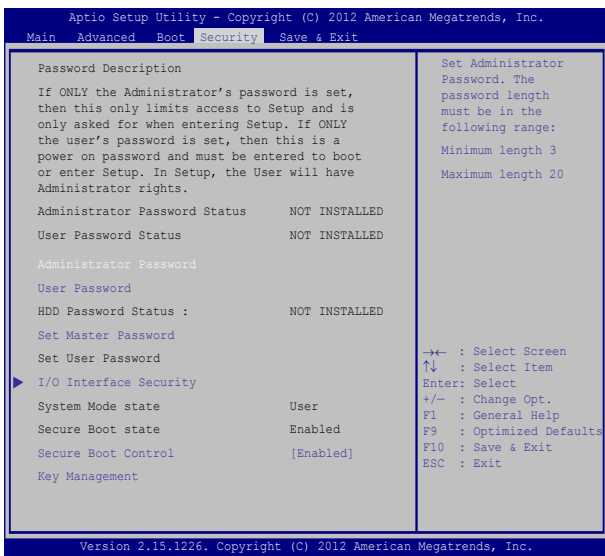 Aptio Setup Utility - Copyright (C) 2012 American Megatrends, Inc.
Main Advanced Boot Security Save & Exit
Password Description
If ONLY the Administrator's password is set,
then this only limits access to Setup and is
only asked for when entering Setup. If ONLY
the user's password is set, then this is a
power on password and must be entered to boot
or enter Setup. In Setup, the User will have
Administrator rights.
Administrator Password Status NOT INSTALLED
User Password Status NOT INSTALLED
Administrator Password
User Password
HDD Password Status : NOT INSTALLED
Set Master Password
Set User Password
I/O Interface Security
System Mode state User
Secure Boot state Enabled
Secure Boot Control [Enabled]
Key Management
Set Administrator
Password. The
password length
must be in the
following range:
Minimum length 3
Maximum length 20
→← : Select Screen
↑↓ : Select Item
Enter: Select
+/— : Change Opt.
F1 : General Help
F9 : Optimized Defaults
F10 : Save & Exit
ESC : Exit
Version 2.15.1226. Copyright (C) 2012 American Megatrends, Inc.